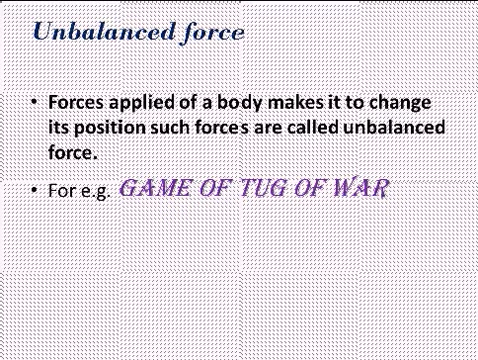 Unbalanced force
• Forces applied of a body makes it to change
its position such forces are called unbalanced
force.
• For e.g. GAME OF TUG OF WAR